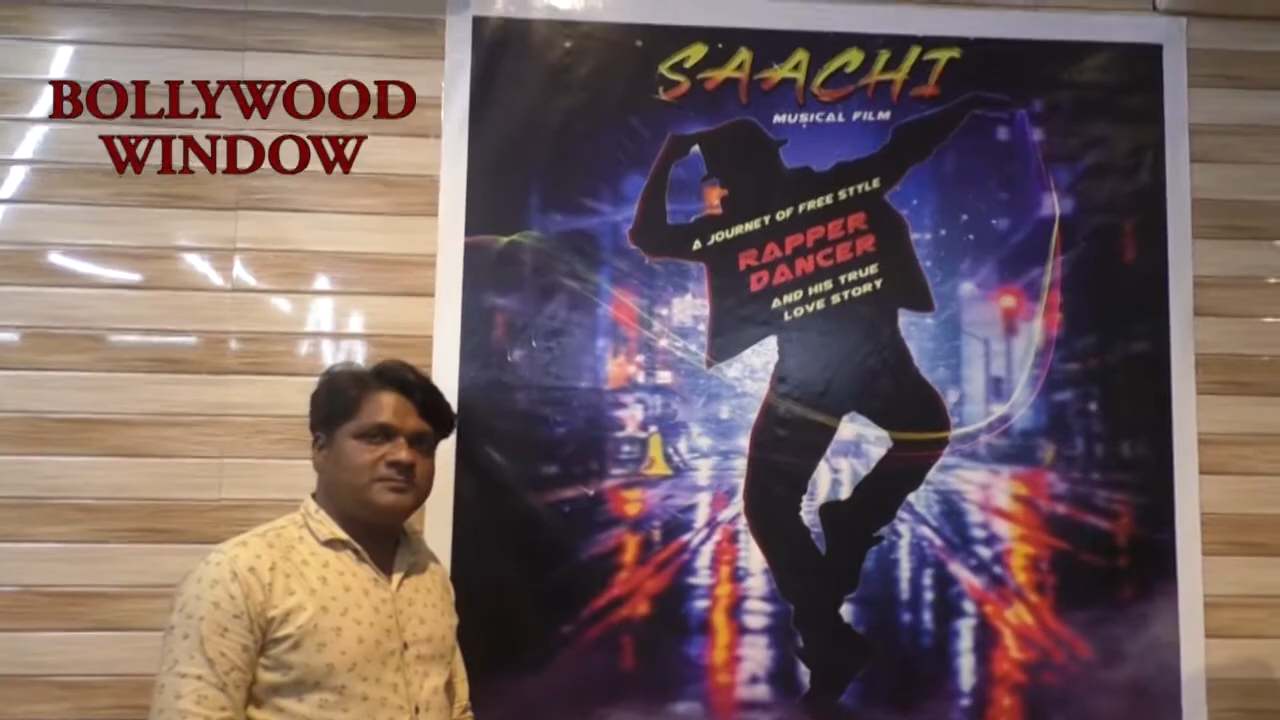 BOLLYWOOD
WINDOW
SAACHI
MUSICAL FILM
A JOURNEY OF FREE STYLE
RAPPER
DANCER
AND HIS TRUE
LOVE STORY